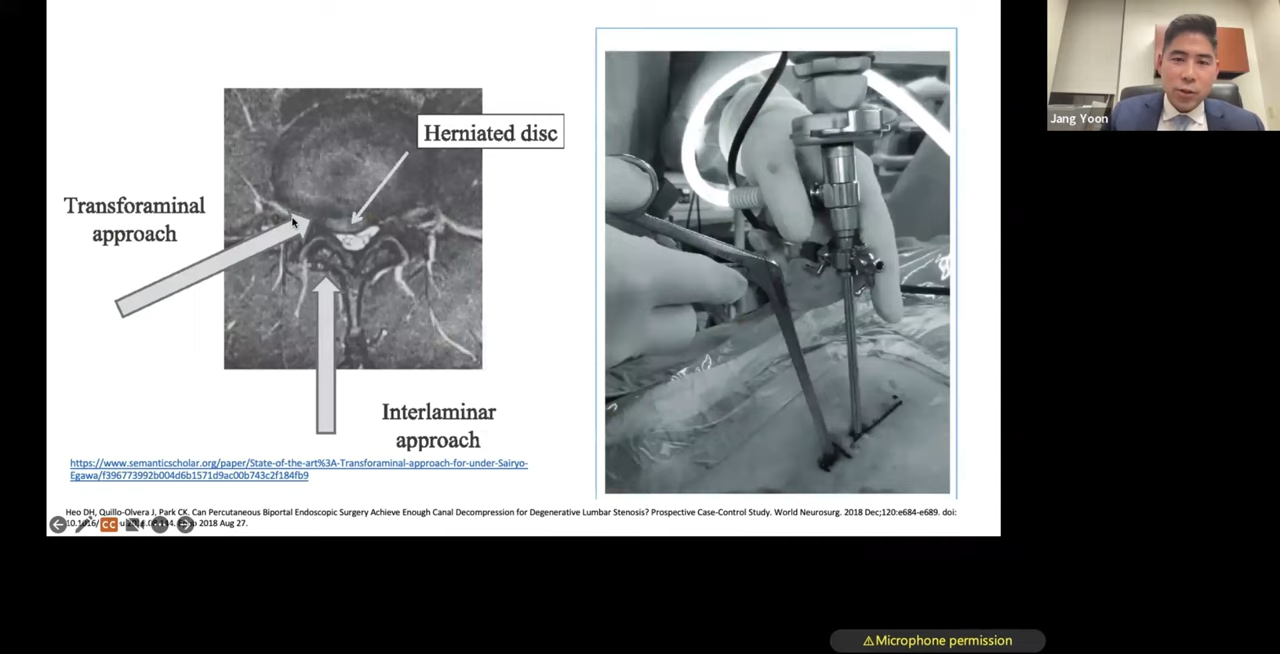 Jang Yoon
Herniated disc
Transforaminal
approach
Interlaminar
approach
https://www.semanticscholar.org/paper/State-of-the-art%3A-Transforaminal-approach-for-under-Sairyo-
Egawa/f396773992b004d6b1571d9ac00b743c2f184fb9
Heo DH, Quillo-Olvera J, Park CK. Can Percutaneous Biportal Endoscopic Surgery Achieve Enough Canal Decompression for Degenerative Lumbar Stenosis? Prospective Case-Control Study. World Neurosurg. 2018 Dec;120:e684-e689. doi:
2018 Aug 27.
CC
Microphone permission